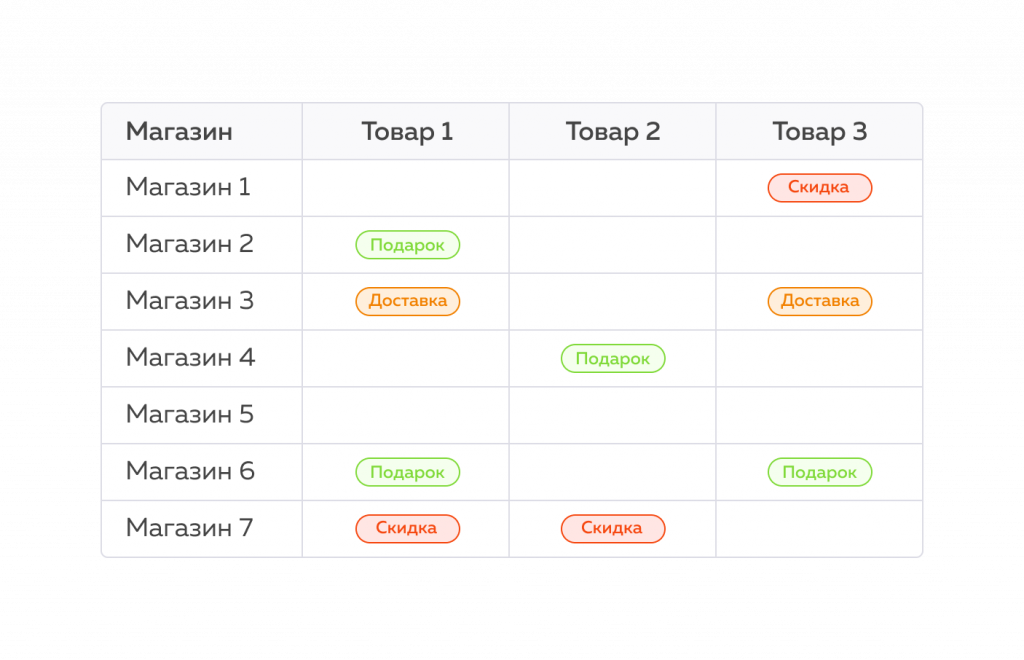 Магазин Товар 1 Товар 2 Товар 3
Магазин 1 Скидка
Магазин 2 Подарок
Магазин 3 Доставка Доставка
Магазин 4 Подарок
Магазин 5
Магазин 6 Подарок Подарок
Магазин 7 Скидка Скидка